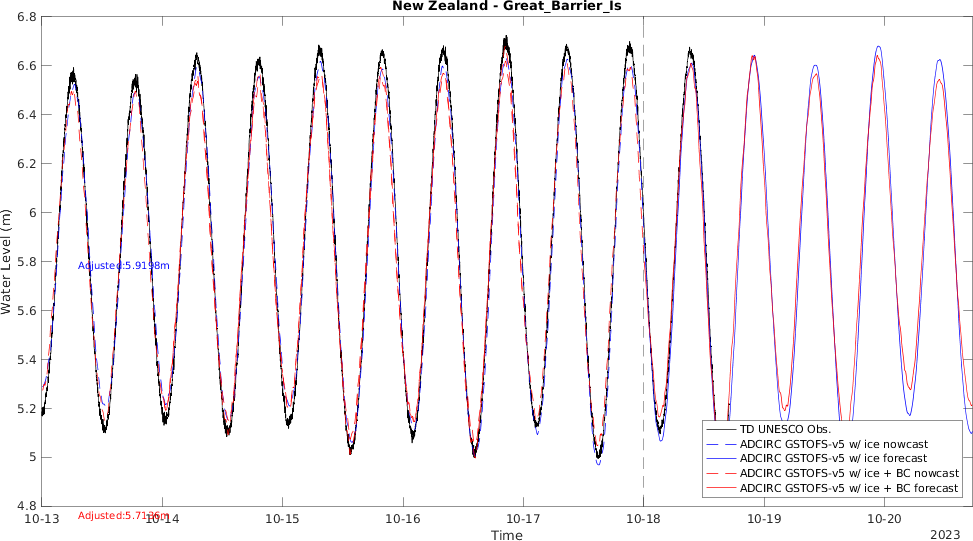 New Zealand - Great_Barrier_Is
6.8
6.6
6.4
6.2
6
5.8
5.6
5.4
5.2
5
4.8
Water Level (m)
Adjusted:5.9198m
Adjusted:5.7136m
TD UNESCO Obs.
ADCIRC GSTOFS-v5 w/ ice nowcast
ADCIRC GSTOFS-v5 w/ ice forecast
ADCIRC GSTOFS-v5 w/ ice + BC nowcast
ADCIRC GSTOFS-v5 w/ ice + BC forecast
10-13 10-14 10-15 10-16 10-17 10-18 10-19 10-20
Time
2023